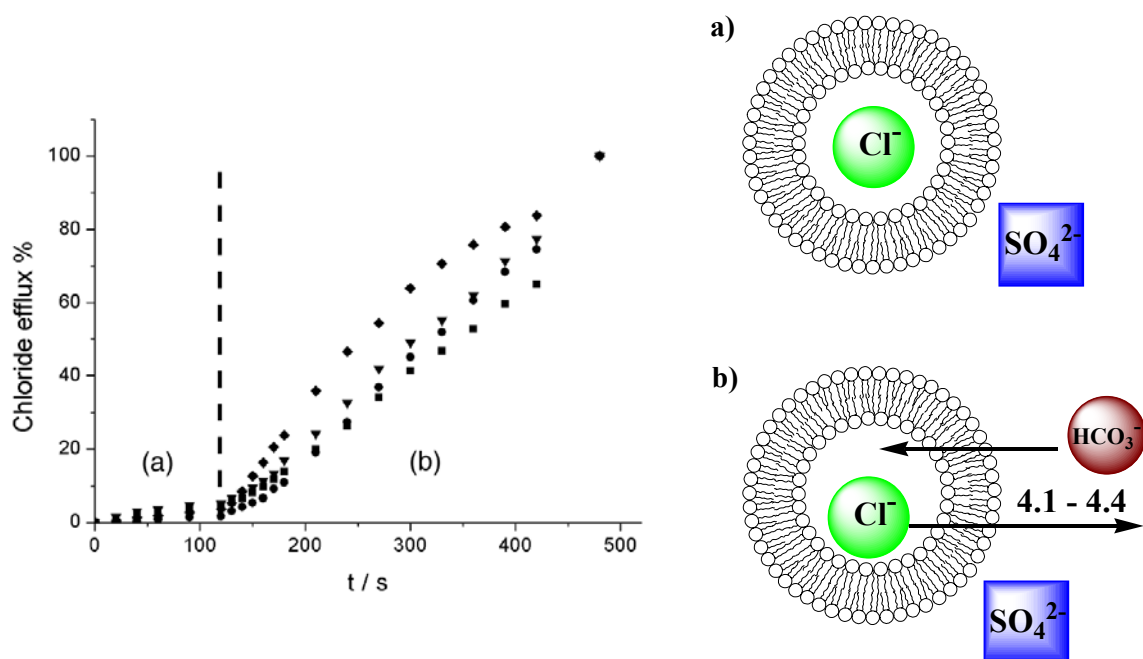 Chloride efflux %
100
80
60
40
20
0
(a)
(b)
0
100
200
300
400
500
t / s
a)
Cl⁻
SO₄²⁻
b)
HCO₃⁻
Cl⁻
4.1 - 4.4
SO₄²⁻